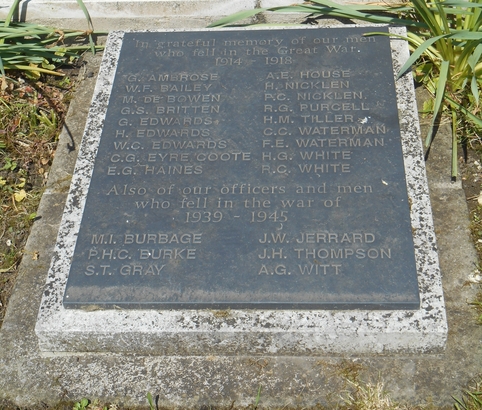 In grateful memory of our men
who fell in the Great War.
1914 - 1918
G. AMBROSE A.E. HOUSE
W.F. BAILEY H. NICKLEN
M. DE BOWEN P.C. NICKLEN
G.S. BRITTEN R.S. PURCELL
G. EDWARDS H.M. TILLER
H. EDWARDS C.C. WATERMAN
W.C. EDWARDS F.E. WATERMAN
C.G. EYRE COOTE H.G. WHITE
E.G. HAINES R.C. WHITE
Also of our officers and men
who fell in the war of
1939 - 1945
M.I. BURBAGE J.W. JERRARD
P.H.C. BURKE J.H. THOMPSON
S.T. GRAY A.G. WITT